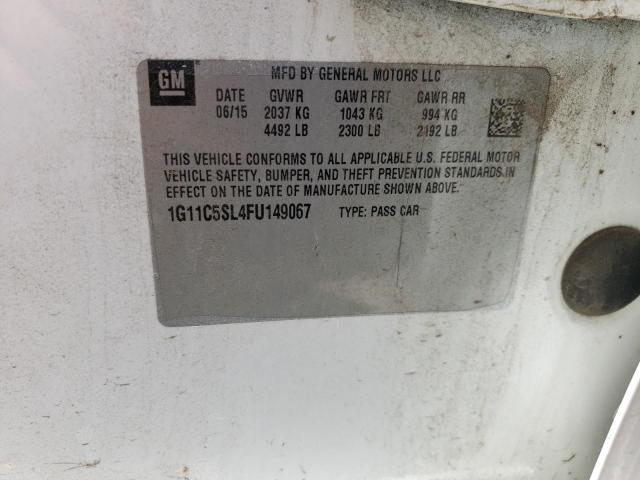 GM MFD BY GENERAL MOTORS LLC
DATE GVWR GAWR FRT GAWR RR
06/15 2037 KG 1043 KG 994 KG
4492 LB 2300 LB 2192 LB
THIS VEHICLE CONFORMS TO ALL APPLICABLE U.S. FEDERAL MOTOR
VEHICLE SAFETY, BUMPER, AND THEFT PREVENTION STANDARDS IN
EFFECT ON THE DATE OF MANUFACTURE SHOWN ABOVE.
1G11C5SL4FU149067 TYPE: PASS CAR